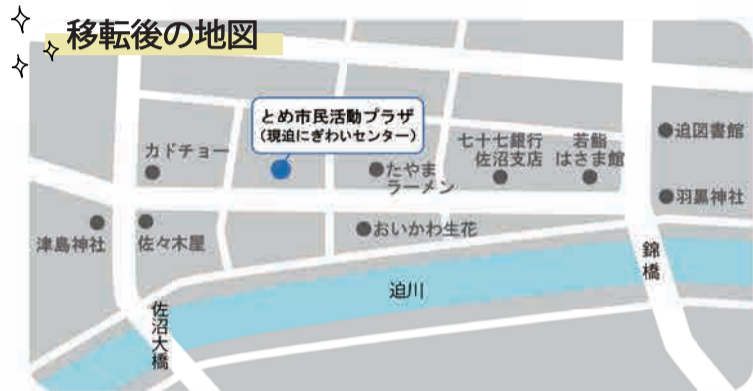 移転後の地図
とめ市民活動プラザ
(現迫にぎわいセンター)
カドチョー
たやま
ラーメン
七十七銀行
佐沼支店
若鮨
はさま館
迫図書館
羽黒神社
津島神社
佐々木屋
おいかわ生花
迫川
錦橋
佐沼大橋